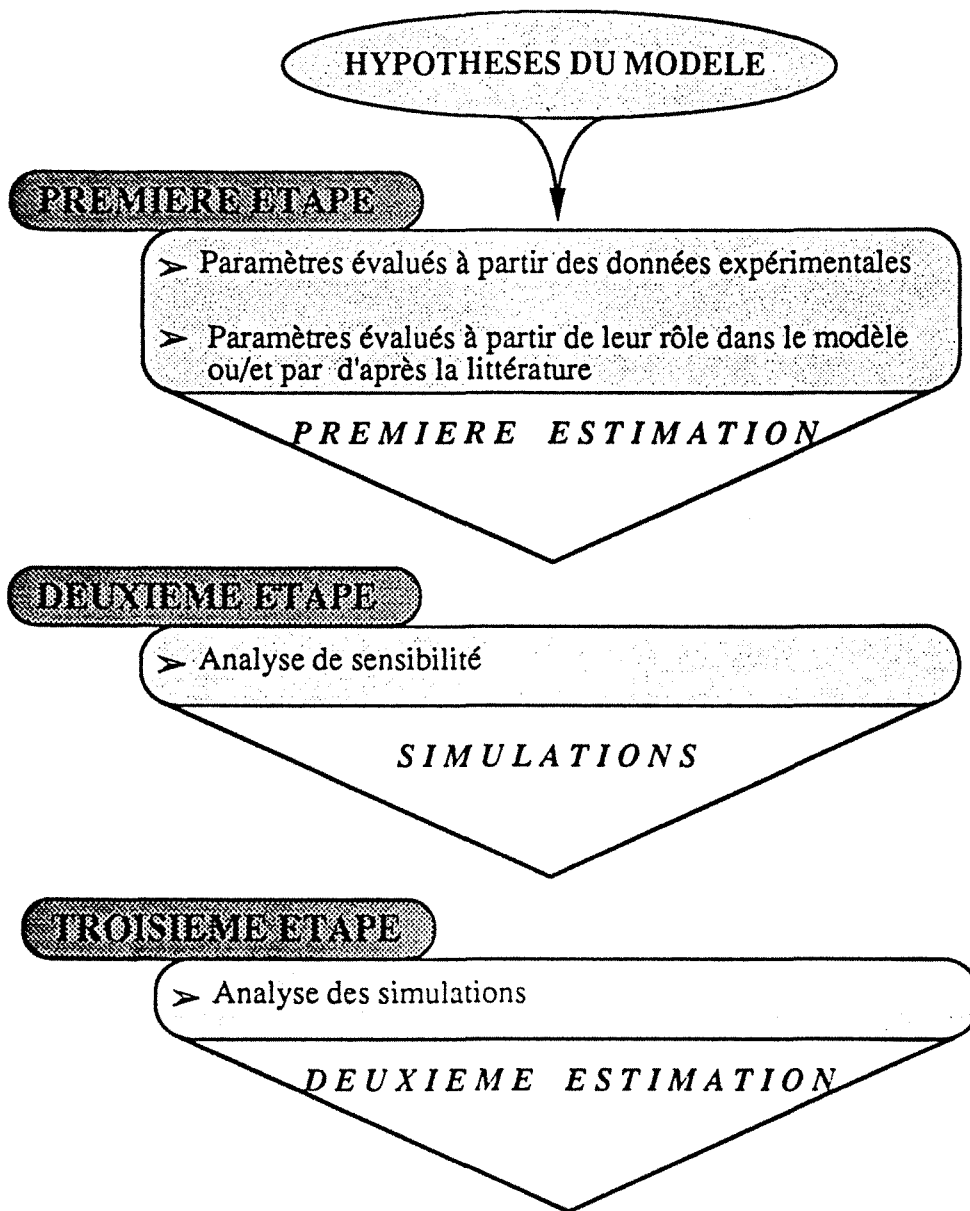 HYPOTHESES DU MODELE
PREMIERE ETAPE
➢ Paramètres évalués à partir des données expérimentales
➢ Paramètres évalués à partir de leur rôle dans le modèle
ou/et par d'après la littérature
PREMIERE ESTIMATION
DEUXIEME ETAPE
➢ Analyse de sensibilité
SIMULATIONS
TROISIEME ETAPE
➢ Analyse des simulations
DEUXIEME ESTIMATION